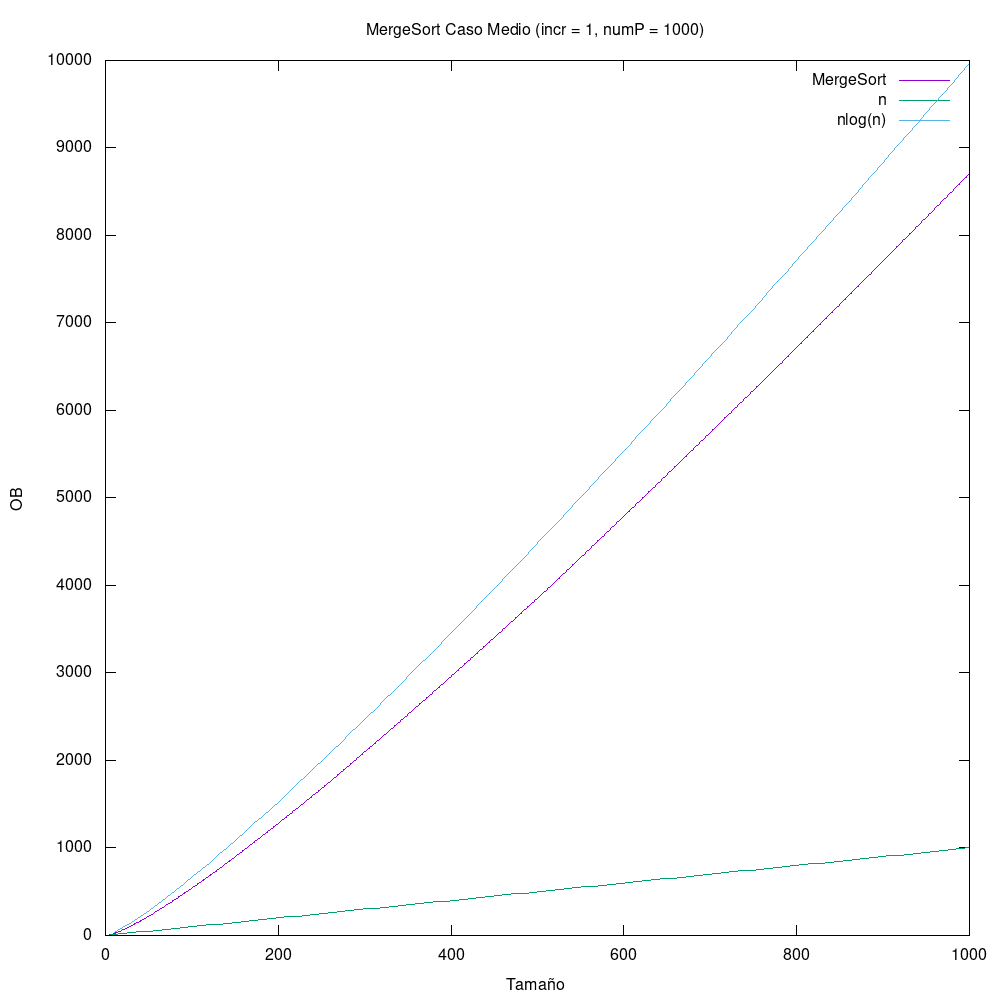 MergeSort Caso Medio (incr = 1, numP = 1000)
MergeSort
n
nlog(n)
10000
9000
8000
7000
6000
5000
4000
3000
2000
1000
0
OB
0 200 400 600 800 1000
Tamaño